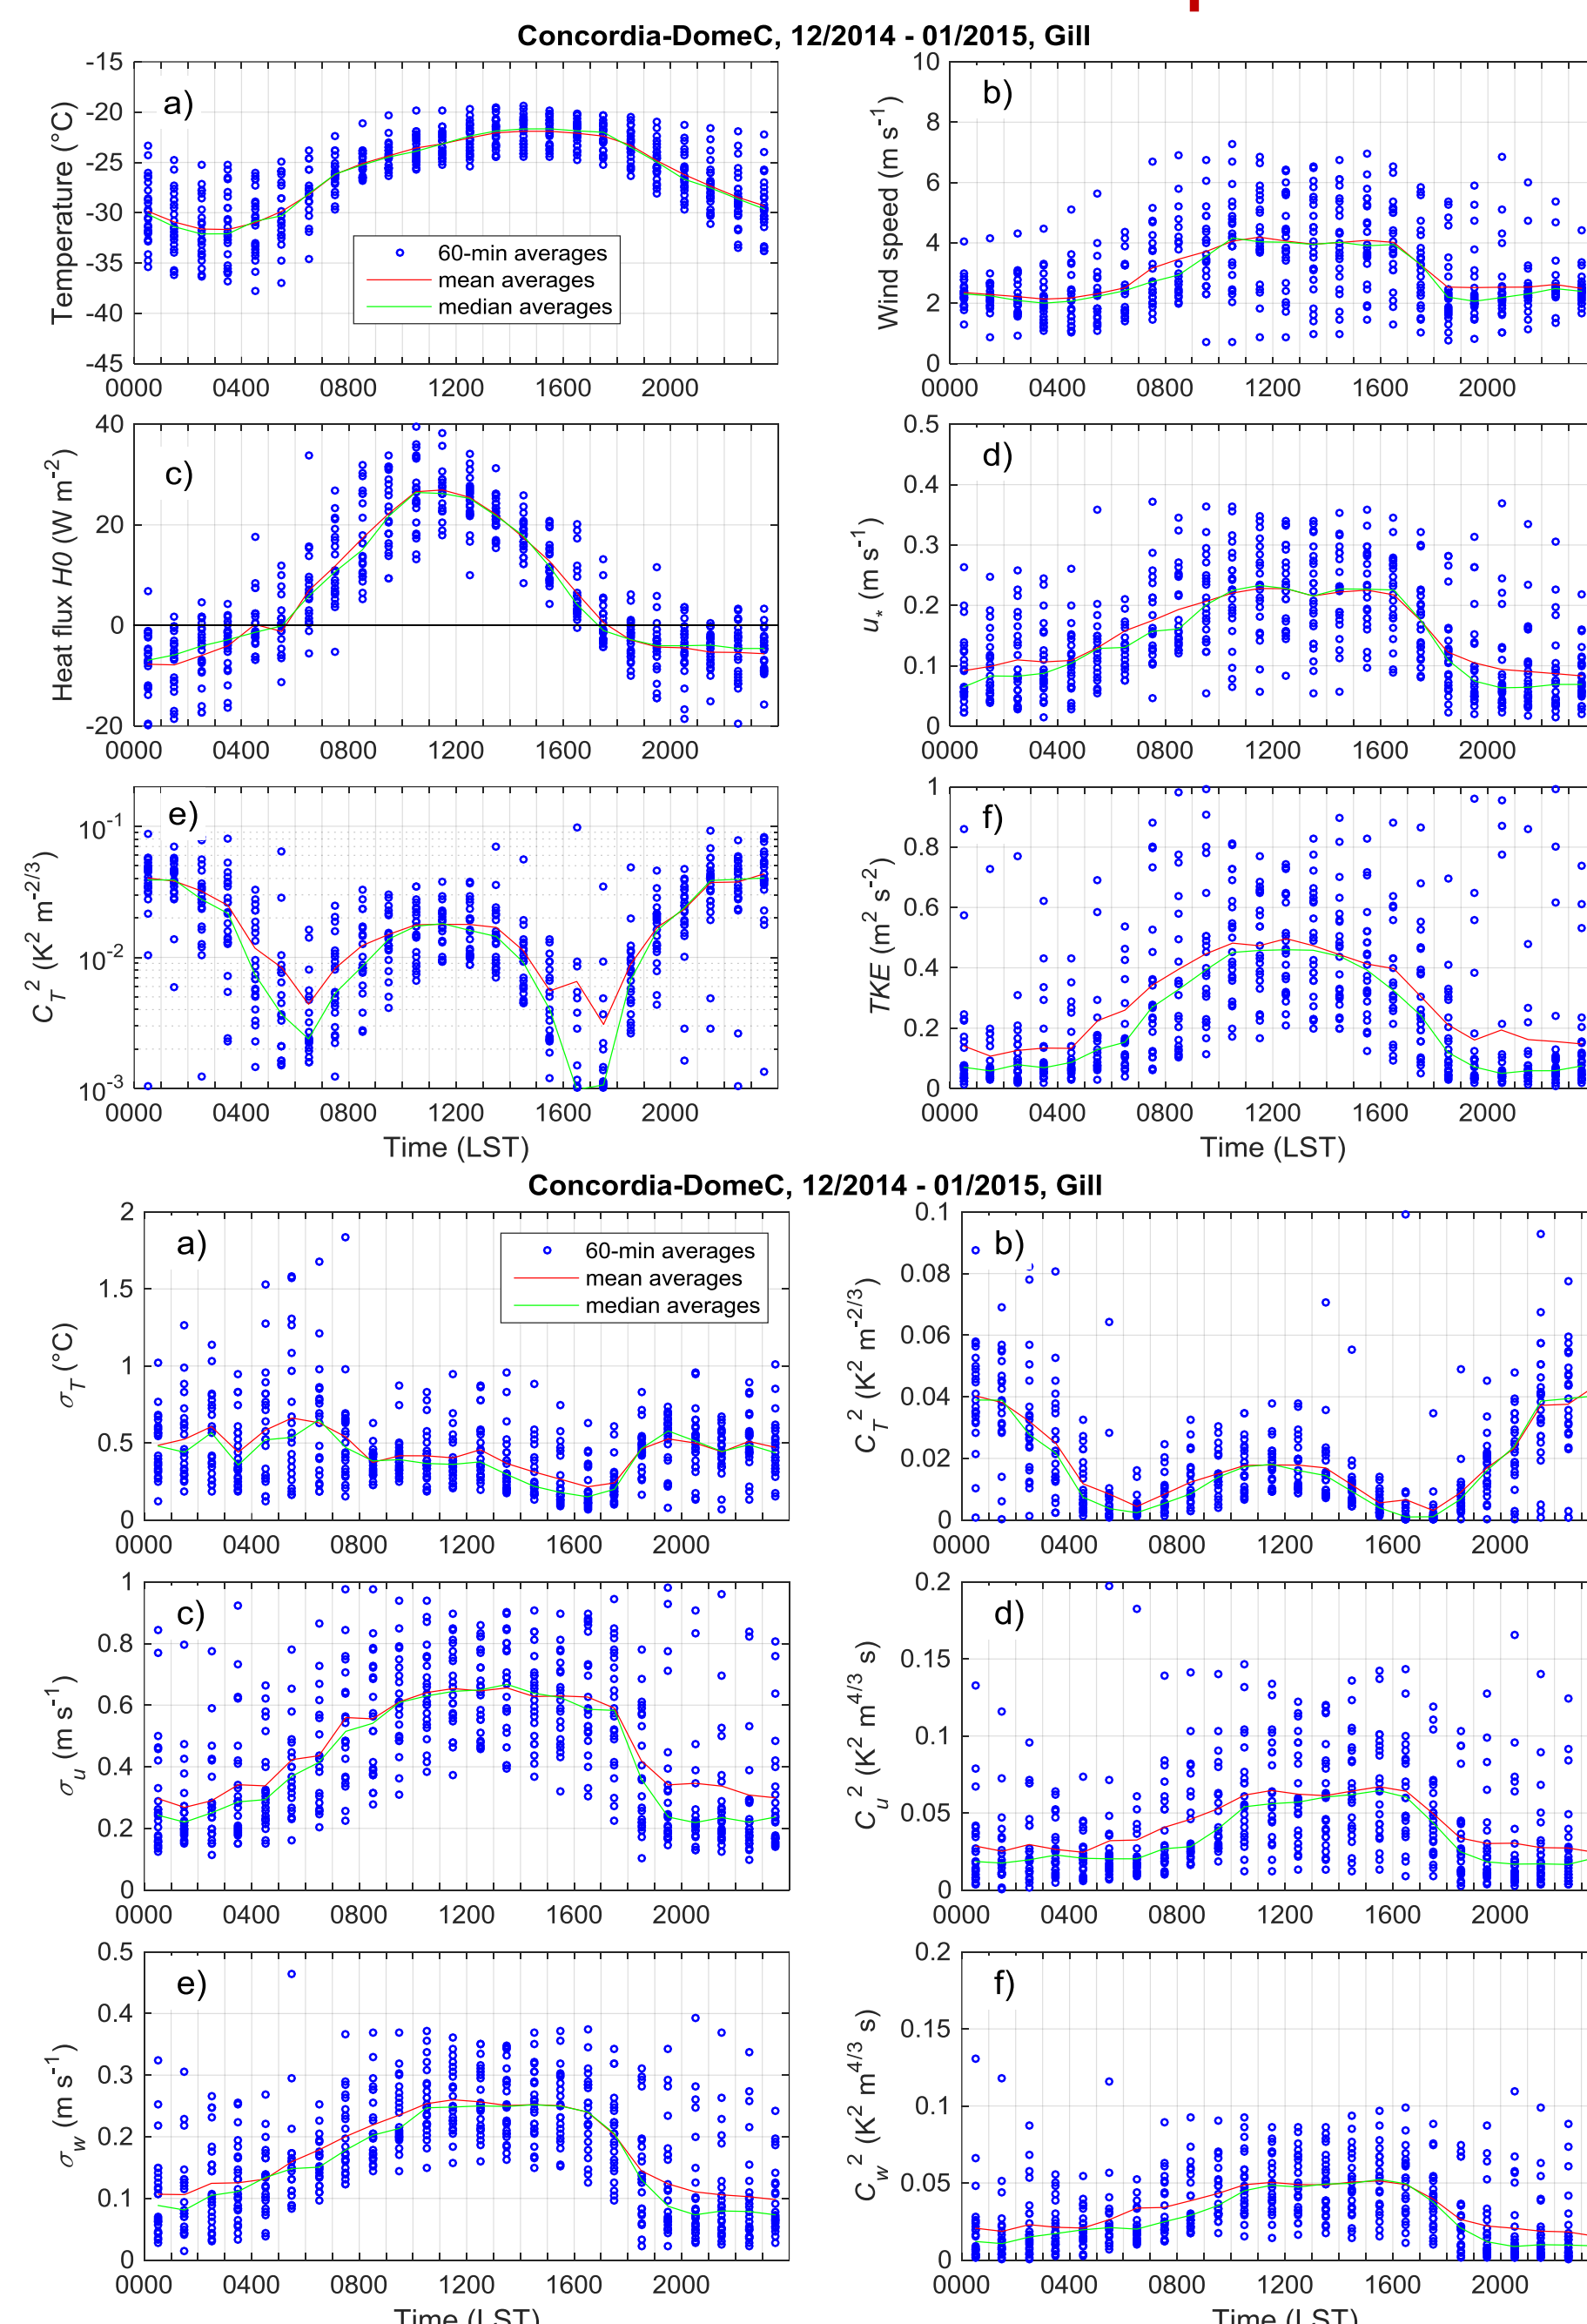 Concordia-DomeC, 12/2014 - 01/2015, Gill
a)
Temperature (°C)
-15
-20
-25
-30
-35
-40
-45
60-min averages
mean averages
median averages
0000 0400 0800 1200 1600 2000
b)
Wind speed (m s⁻¹)
10
8
6
4
2
0
0000 0400 0800 1200 1600 2000
c)
Heat flux H0 (W m⁻²)
40
20
0
-20
0000 0400 0800 1200 1600 2000
d)
u* (m s⁻¹)
0.5
0.4
0.3
0.2
0.1
0
0000 0400 0800 1200 1600 2000
e)
C_T² (K² m⁻²/³)
10⁻¹
10⁻²
10⁻³
0000 0400 0800 1200 1600 2000
Time (LST)
f)
TKE (m² s⁻²)
1
0.8
0.6
0.4
0.2
0
0000 0400 0800 1200 1600 2000
Time (LST)
Concordia-DomeC, 12/2014 - 01/2015, Gill
a)
σ_T (°C)
2
1.5
1
0.5
0
60-min averages
mean averages
median averages
0000 0400 0800 1200 1600 2000
b)
C_T² (K² m⁻²/³)
0.1
0.08
0.06
0.04
0.02
0
0000 0400 0800 1200 1600 2000
c)
σ_u (m s⁻¹)
1
0.8
0.6
0.4
0.2
0
0000 0400 0800 1200 1600 2000
d)
C_u² (K² m⁴/³ s)
0.2
0.15
0.1
0.05
0
0000 0400 0800 1200 1600 2000
e)
σ_w (m s⁻¹)
0.5
0.4
0.3
0.2
0.1
0
0000 0400 0800 1200 1600 2000
Time (LST)
f)
C_w² (K² m⁴/³ s)
0.2
0.15
0.1
0.05
0
0000 0400 0800 1200 1600 2000
Time (LST)